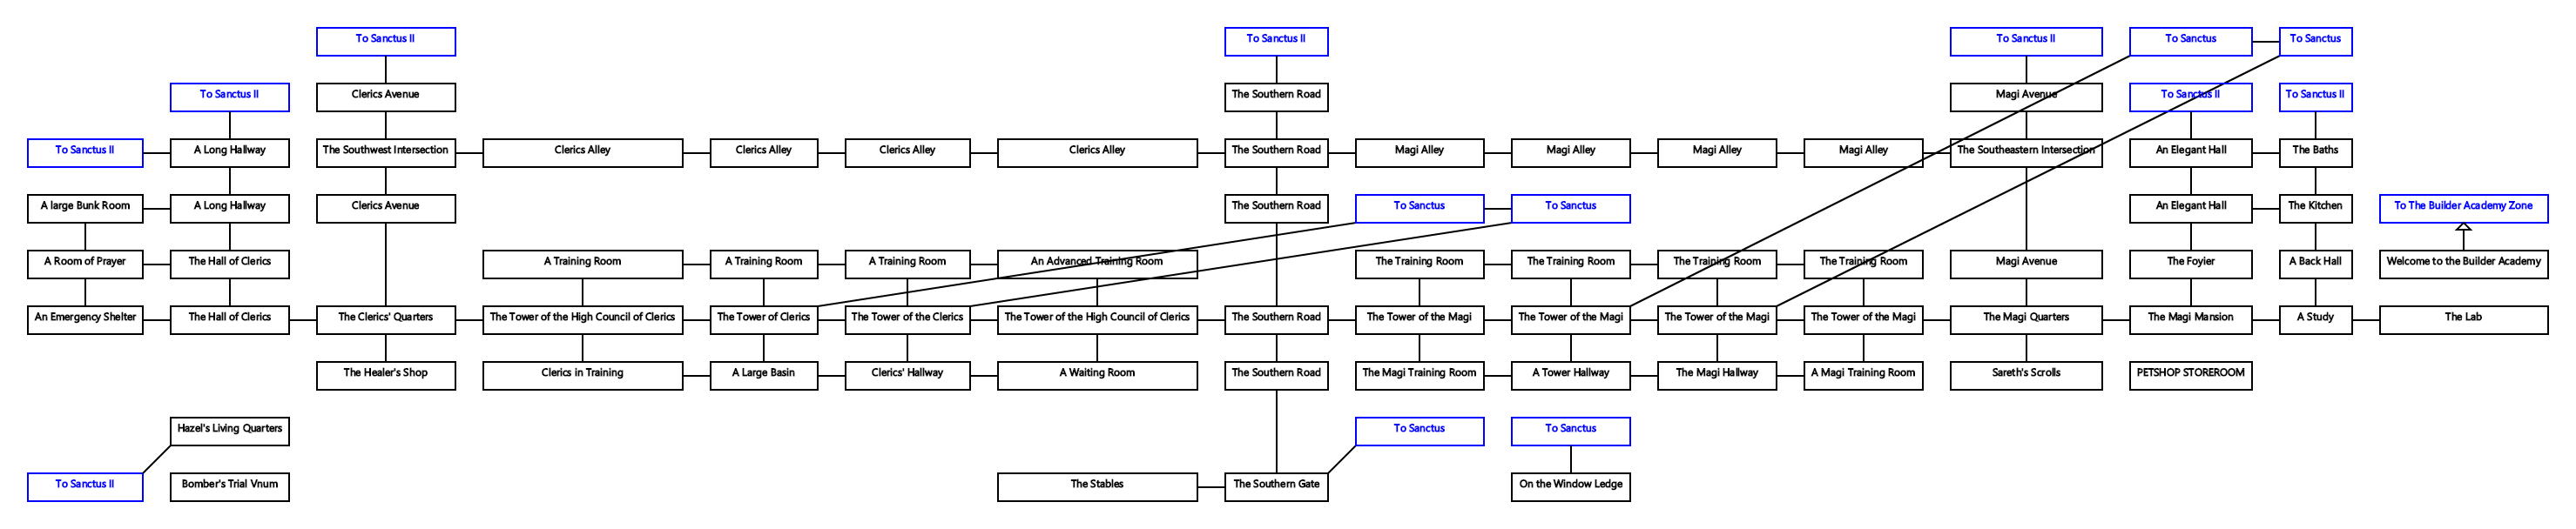 To Sanctus II
To Sanctus II
To Sanctus II
To Sanctus
To Sanctus
To Sanctus II
Clerics Avenue
The Southern Road
Magi Avenue
To Sanctus II
To Sanctus II
To Sanctus II
A Long Hallway
The Southwest Intersection
Clerics Alley
Clerics Alley
Clerics Alley
Clerics Alley
The Southern Road
Magi Alley
Magi Alley
Magi Alley
Magi Alley
The Southeastern Intersection
An Elegant Hall
The Baths
A large Bunk Room
A Long Hallway
Clerics Avenue
The Southern Road
To Sanctus
To Sanctus
An Elegant Hall
The Kitchen
To The Builder Academy Zone
A Room of Prayer
The Hall of Clerics
A Training Room
A Training Room
A Training Room
An Advanced Training Room
The Training Room
The Training Room
The Training Room
The Training Room
Magi Avenue
The Foyier
A Back Hall
Welcome to the Builder Academy
An Emergency Shelter
The Hall of Clerics
The Clerics' Quarters
The Tower of the High Council of Clerics
The Tower of Clerics
The Tower of the Clerics
The Tower of the High Council of Clerics
The Southern Road
The Tower of the Magi
The Tower of the Magi
The Tower of the Magi
The Tower of the Magi
The Magi Quarters
The Magi Mansion
A Study
The Lab
The Healer's Shop
Clerics in Training
A Large Basin
Clerics' Hallway
A Waiting Room
The Southern Road
The Magi Training Room
A Tower Hallway
The Magi Hallway
A Magi Training Room
Sareth's Scrolls
PETSHOP STOREROOM
Hazel's Living Quarters
To Sanctus
To Sanctus
To Sanctus II
Bomber's Trial Vnum
The Stables
The Southern Gate
On the Window Ledge